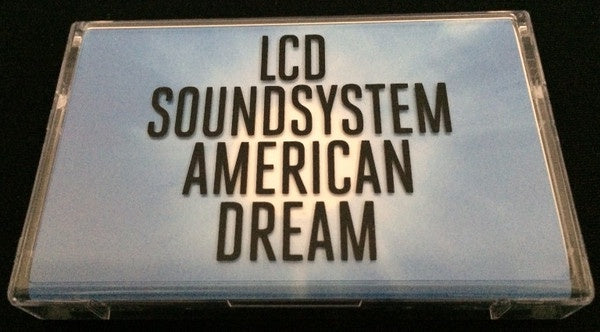 LCD
SOUNDSYSTEM
AMERICAN
DREAM